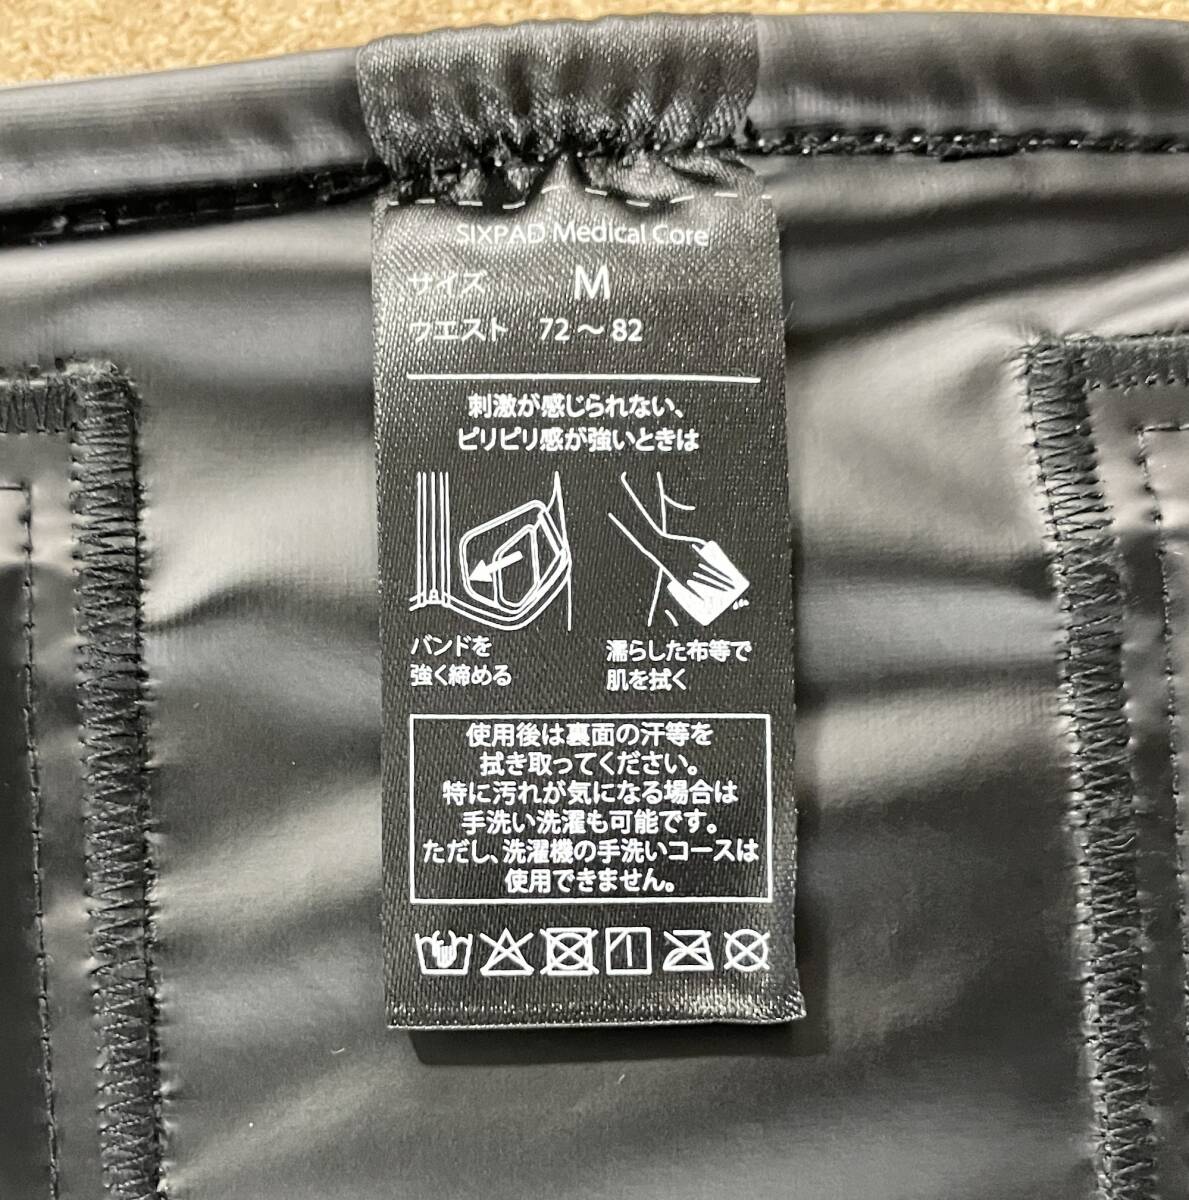 SIXPAD Medical Core
サイズ M
ウエスト 72～82
刺激が感じられない、
ピリピリ感が強いときは
バンドを
強く締める
濡らした布等で
肌を拭く
使用後は裏面の汗等を
拭き取ってください。
特に汚れが気になる場合は
手洗い洗濯も可能です。
ただし、洗濯機の手洗いコースは
使用できません。